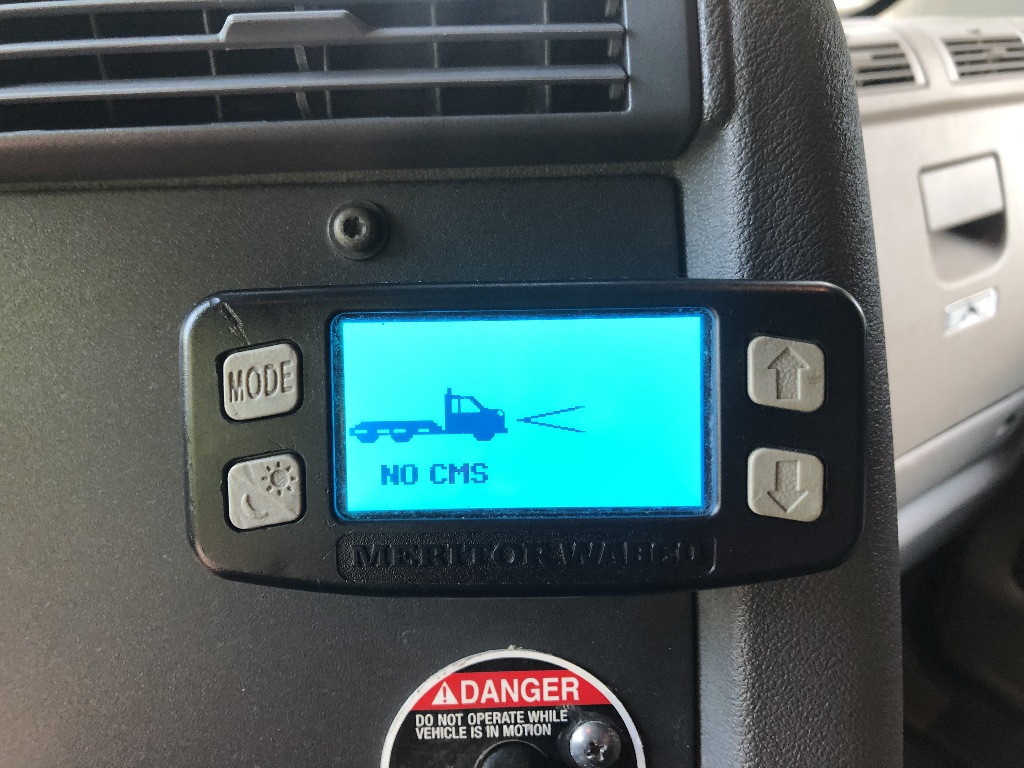 MODE
NO CMS
MERITOR WABCO
DANGER
DO NOT OPERATE WHILE
VEHICLE IS IN MOTION